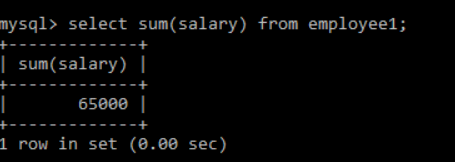 mysql> select sum(salary) from employee1;
+-------------+
| sum(salary) |
+-------------+
|       65000 |
+-------------+
1 row in set (0.00 sec)